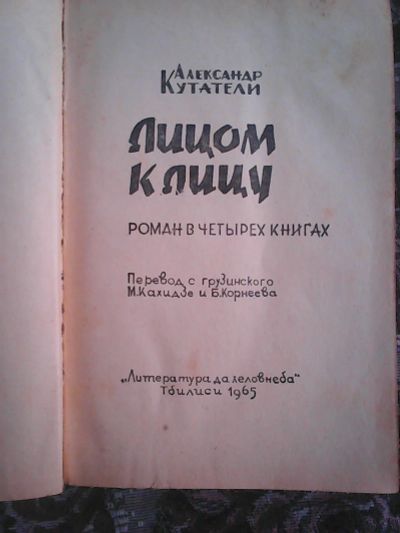 Александр
Кутатели
Лицом
к лицу
роман в четырех книгах
Перевод с грузинского
М. Кахидзе и Б. Корнеева
„Литература да хеловнеба"
Тбилиси 1965